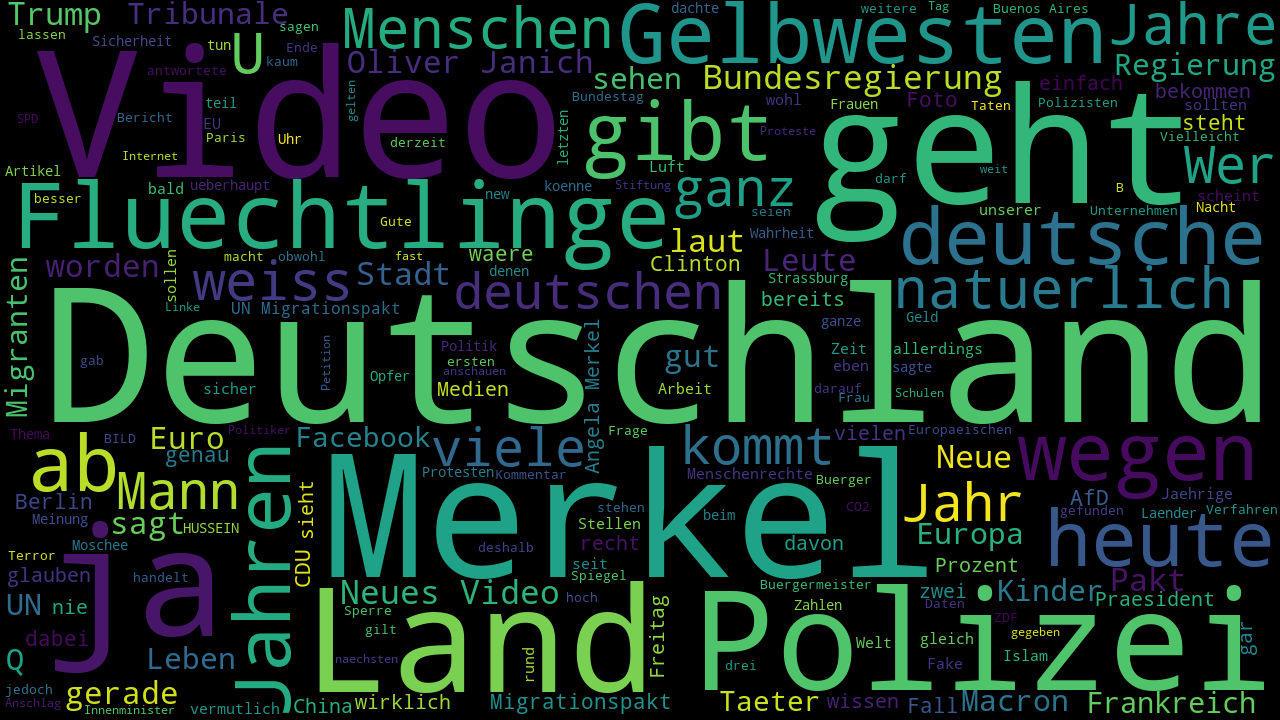 Trump Tribunale Menschen Gelbwesten Jahre
lassen Sicherheit tun U sagen Ende kaum
dachte weitere Tag Buenos Aires
Oliver Janich sehen Bundesregierung Regierung
antwortete Video gelten Bundestag wohl Frauen Foto Taten einfach Polizisten bekommen sollten
SPD Bericht teil EU Paris Uhr derzeit letzten gibt Proteste geht steht Vielleicht
Internet Artikel Luft Wer
Fluechtlinge ganz darf weit B scheint
besser bald ueberhaupt Gute new koenne Stiftung seien unserer Unternehmen Nacht
macht obwohl fast waere laut Wahrheit deutsche
worden sollen weiss Stadt denen Clinton Leute
Linke UN Migrationspakt deutschen Strassburg bereits natuerlich
Migranten Deutschland
gab sicher Petition Opfer Politik ersten anschauen Medien Angela Merkel gut Arbeit
ganze Zeit eben darauf Frau Geld allerdings sagte Schulen
Thema BILD Euro Politiker genau Facebook viele Frage kommt vielen Europaeischen wegen
ab Mann Jahren CDU sieht Protesten Kommentar Menschenrechte Buerger Neue
Berlin Meinung sagt HUSSEIN Merkel stehen Stellen beim CO2 Jahr AfD gefunden Jaehrige Laender Verfahren
Terror Moschee ja deshalb recht davon Europa heute
glauben handelt seit Spiegel Prozent
UN nie Neues Video hoch Buergermeister zwei Kinder Pakt Praesident
dabei Sperre gilt Land Freitag Zahlen Polizei Daten ZDF gegeben
Q Leben naechsten rund drei Welt gleich Fake Islam gar
jedoch gerade
Anschlag Innenminister vermutlich China wirklich Migrationspakt Taeter wissen Fall Macron Frankreich